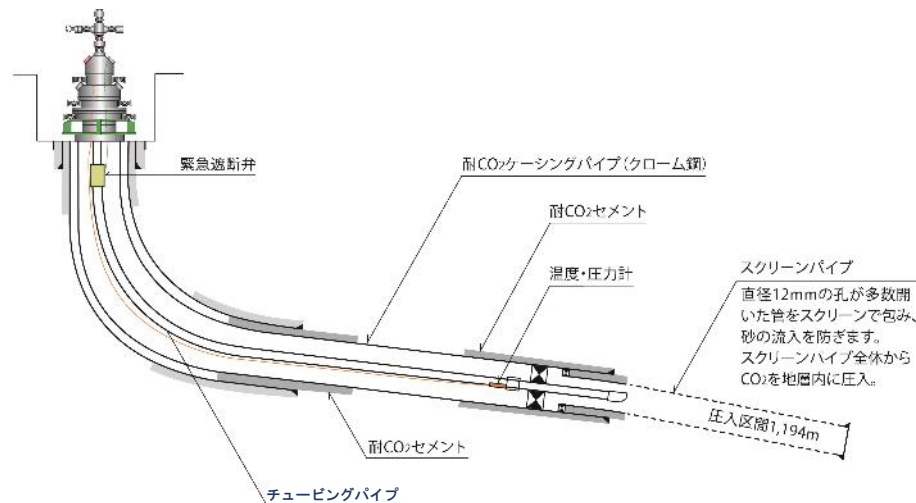 緊急遮断弁
耐CO₂ケーシングパイプ（クローム鋼）
耐CO₂セメント
温度・圧力計
スクリーンパイプ
直径12mmの孔が多数開
いた管をスクリーンで包み、
砂の流入を防ぎます。
スクリーンパイプ全体から
CO₂を地層内に圧入。
圧入区間1,194m
耐CO₂セメント
チュービングパイプ